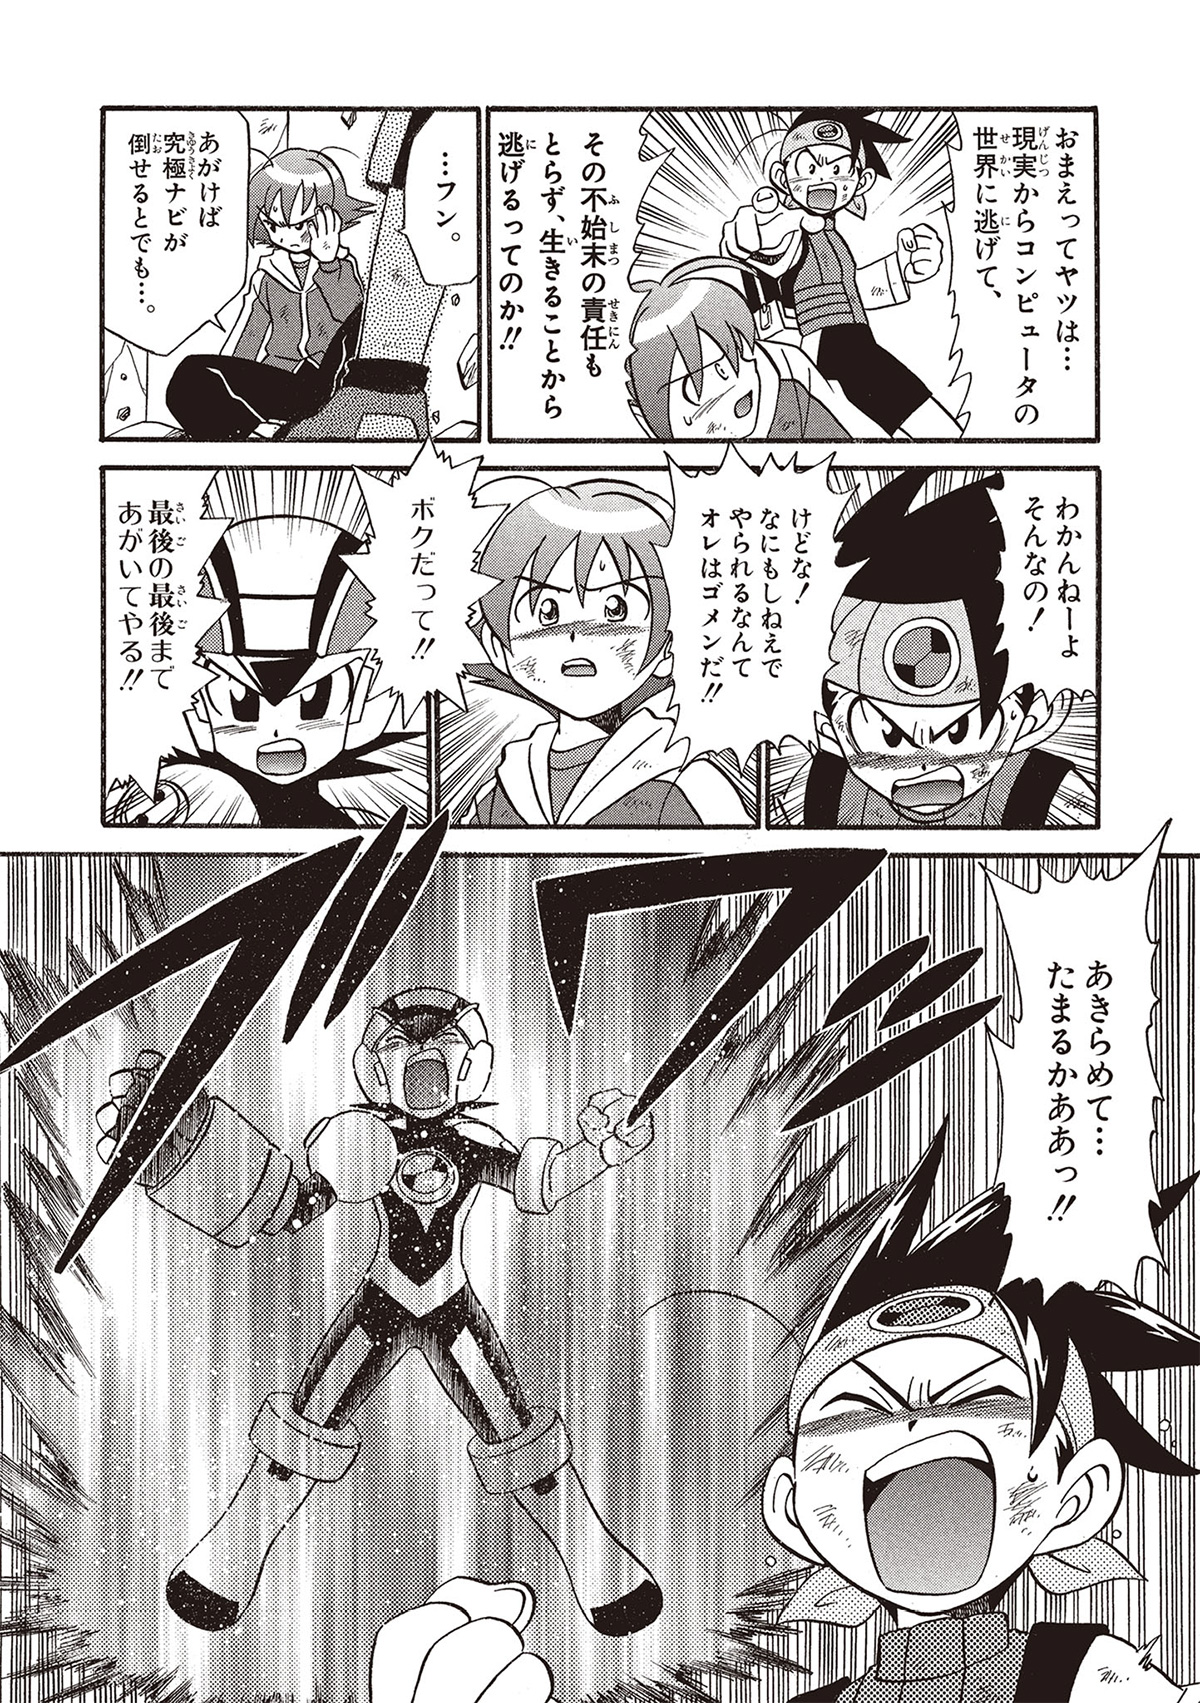 おまえってヤツは…
現実からコンピュータの
世界に逃げて、
その不始末の責任も
とらず、生きることから
逃げるってのか!!
…フン。
あがけば
究極ナビが
倒せるとでも…。
わかんねーよ
そんなの！
けどな！
なにもしねえで
やられるなんて
オレはゴメンだ!!
ボクだって!!
最後の最後まで
あがいてやる!!
あきらめて…
たまるかああっ!!